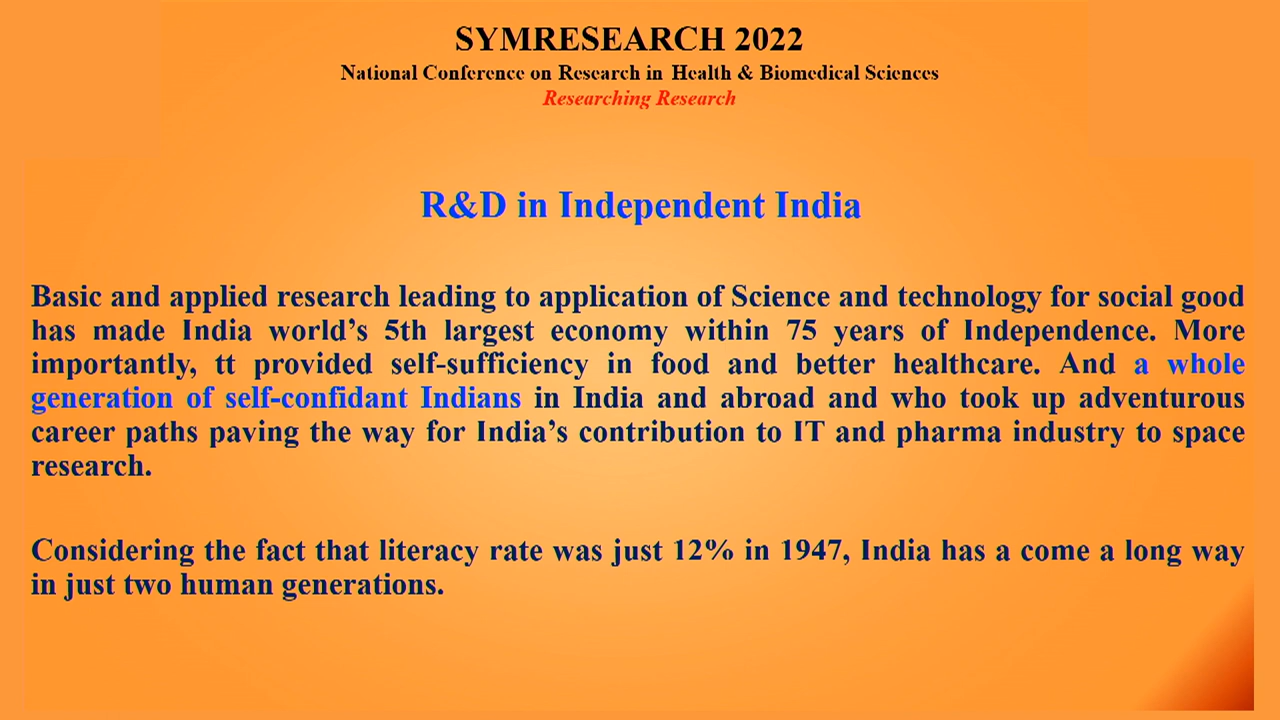 SYMRESEARCH 2022
National Conference on Research in Health & Biomedical Sciences
Researching Research
R&D in Independent India
Basic and applied research leading to application of Science and technology for social good
has made India world’s 5th largest economy within 75 years of Independence. More
importantly, tt provided self-sufficiency in food and better healthcare. And a whole
generation of self-confidant Indians in India and abroad and who took up adventurous
career paths paving the way for India’s contribution to IT and pharma industry to space
research.
Considering the fact that literacy rate was just 12% in 1947, India has a come a long way
in just two human generations.